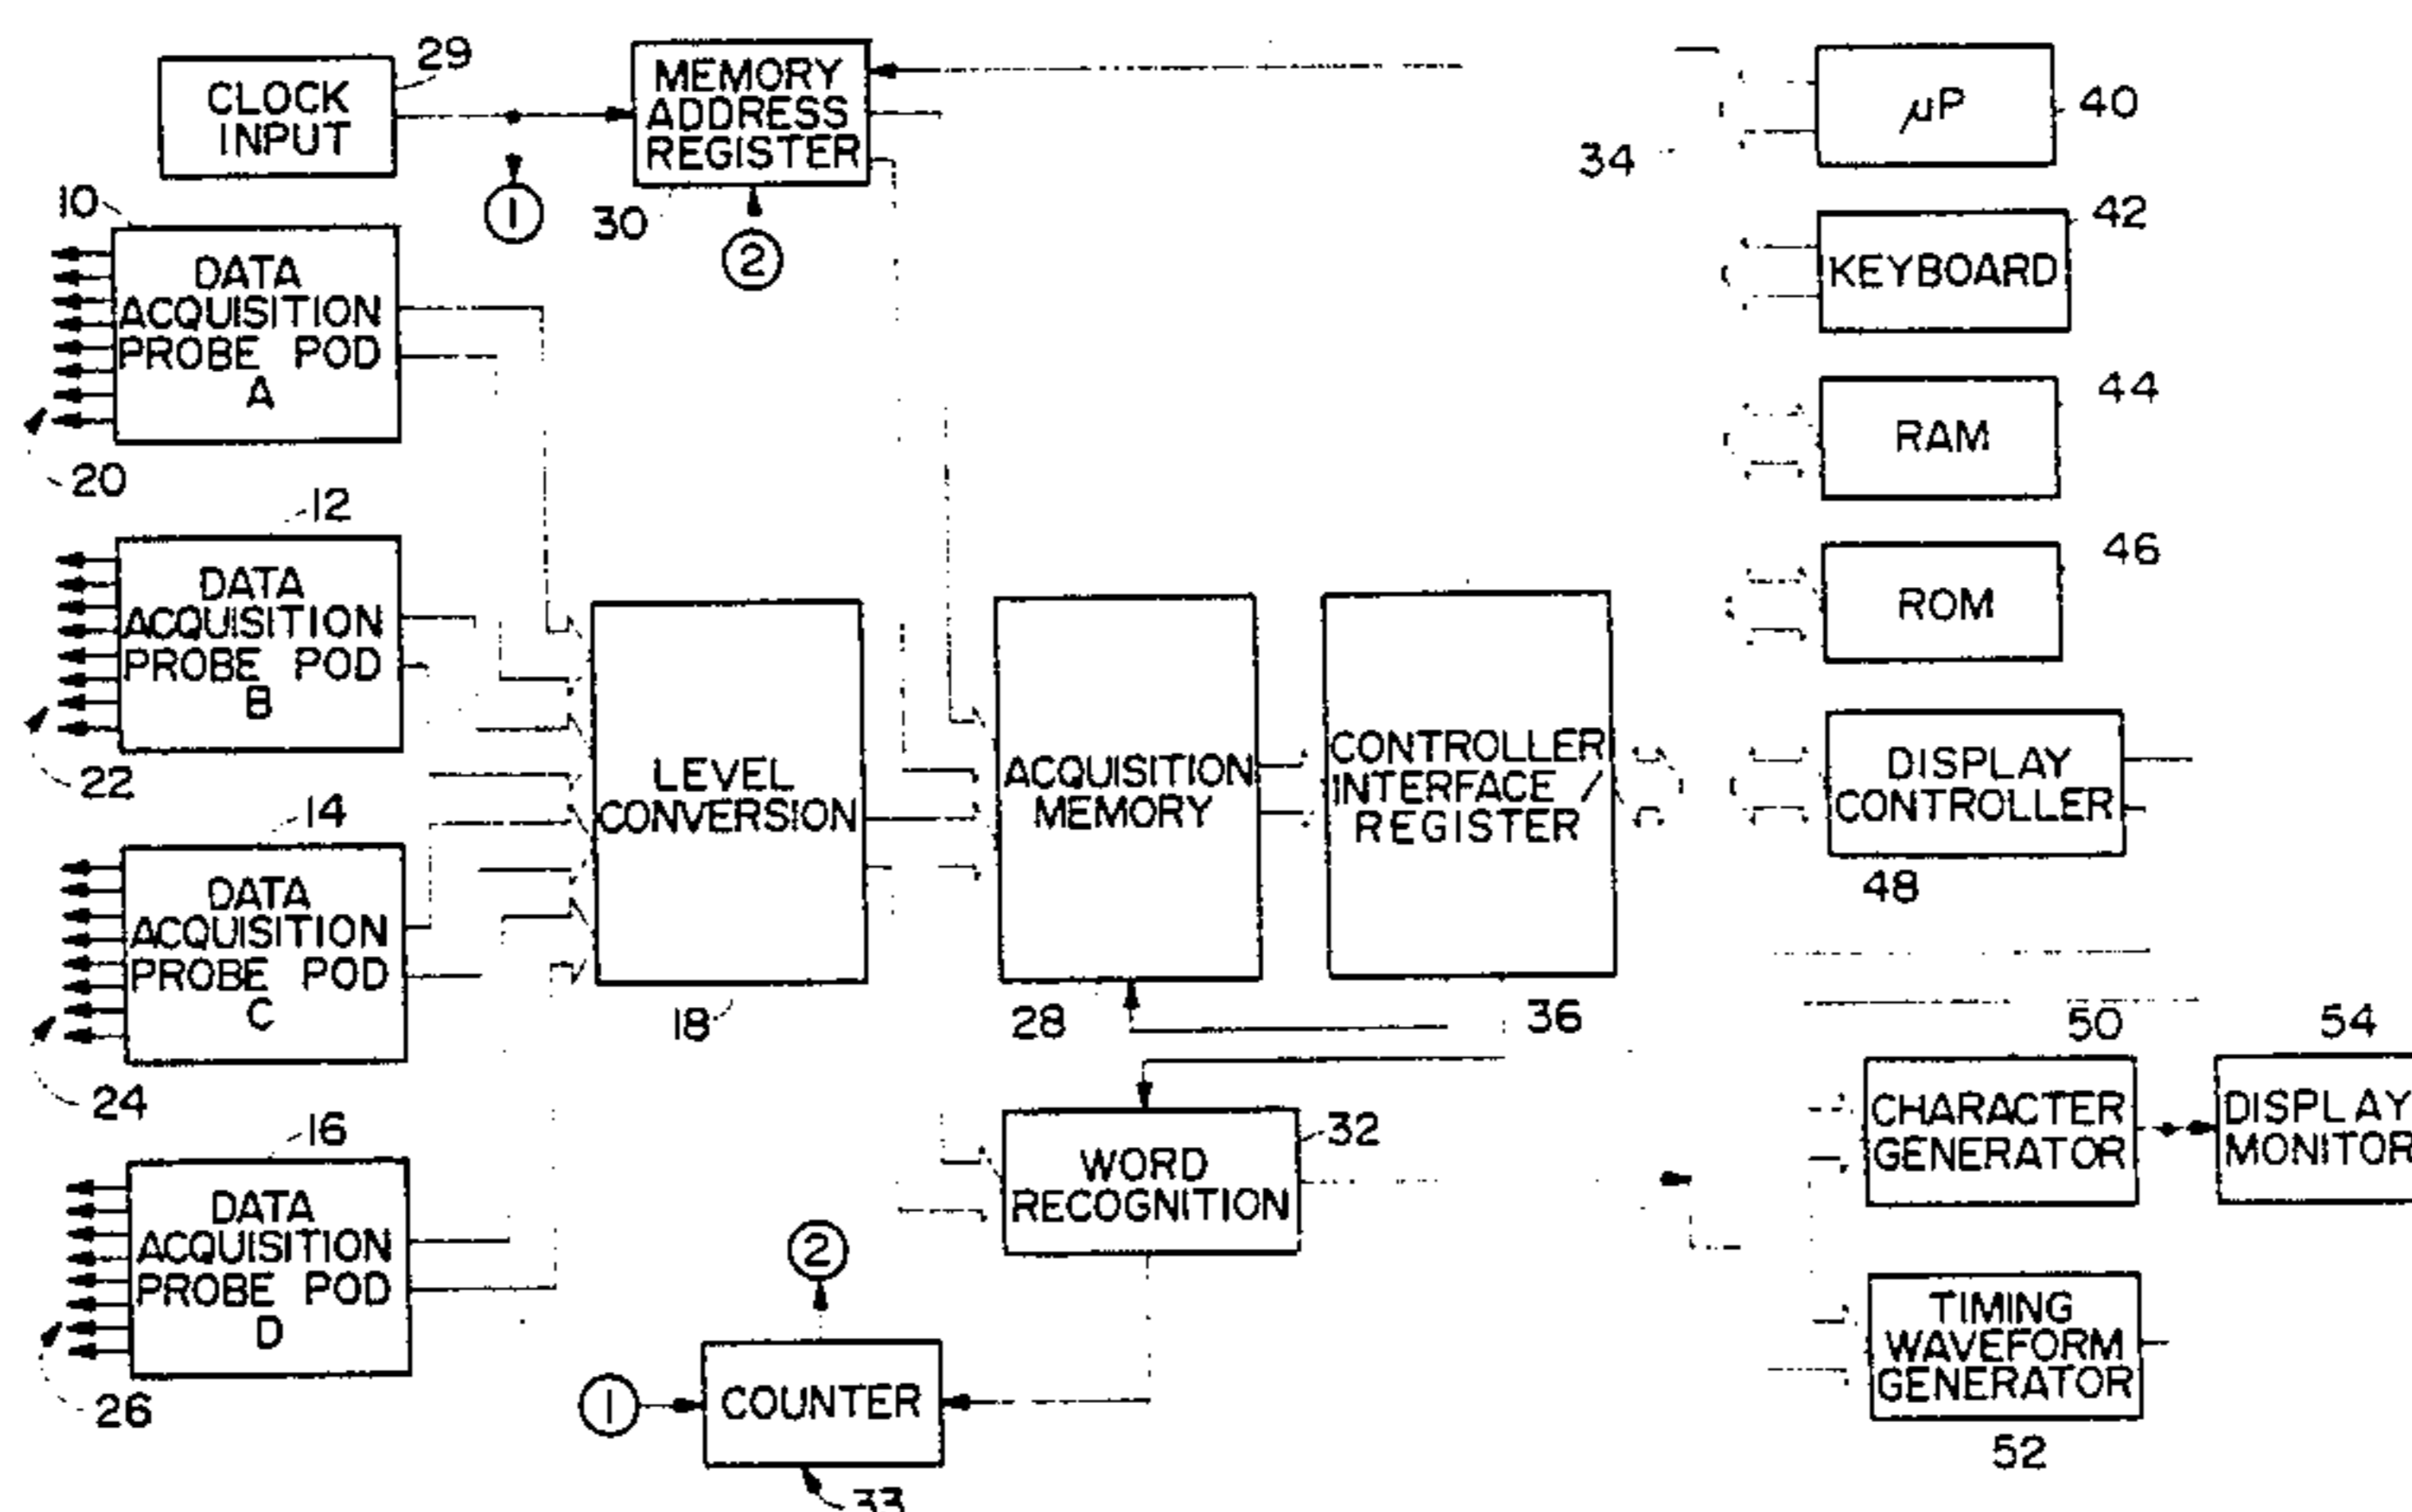 29
CLOCK
INPUT
MEMORY
ADDRESS
REGISTER
30
1
2
34
µP
40
10
DATA
ACQUISITION
PROBE POD
A
20
KEYBOARD
42
RAM
44
12
DATA
ACQUISITION
PROBE POD
B
22
ROM
46
LEVEL
CONVERSION
18
ACQUISITION
MEMORY
28
CONTROLLER
INTERFACE /
REGISTER
36
DISPLAY
CONTROLLER
48
14
DATA
ACQUISITION
PROBE POD
C
24
50
54
CHARACTER
GENERATOR
DISPLAY
MONITOR
16
DATA
ACQUISITION
PROBE POD
D
26
WORD
RECOGNITION
32
2
1
COUNTER
33
TIMING
WAVEFORM
GENERATOR
52